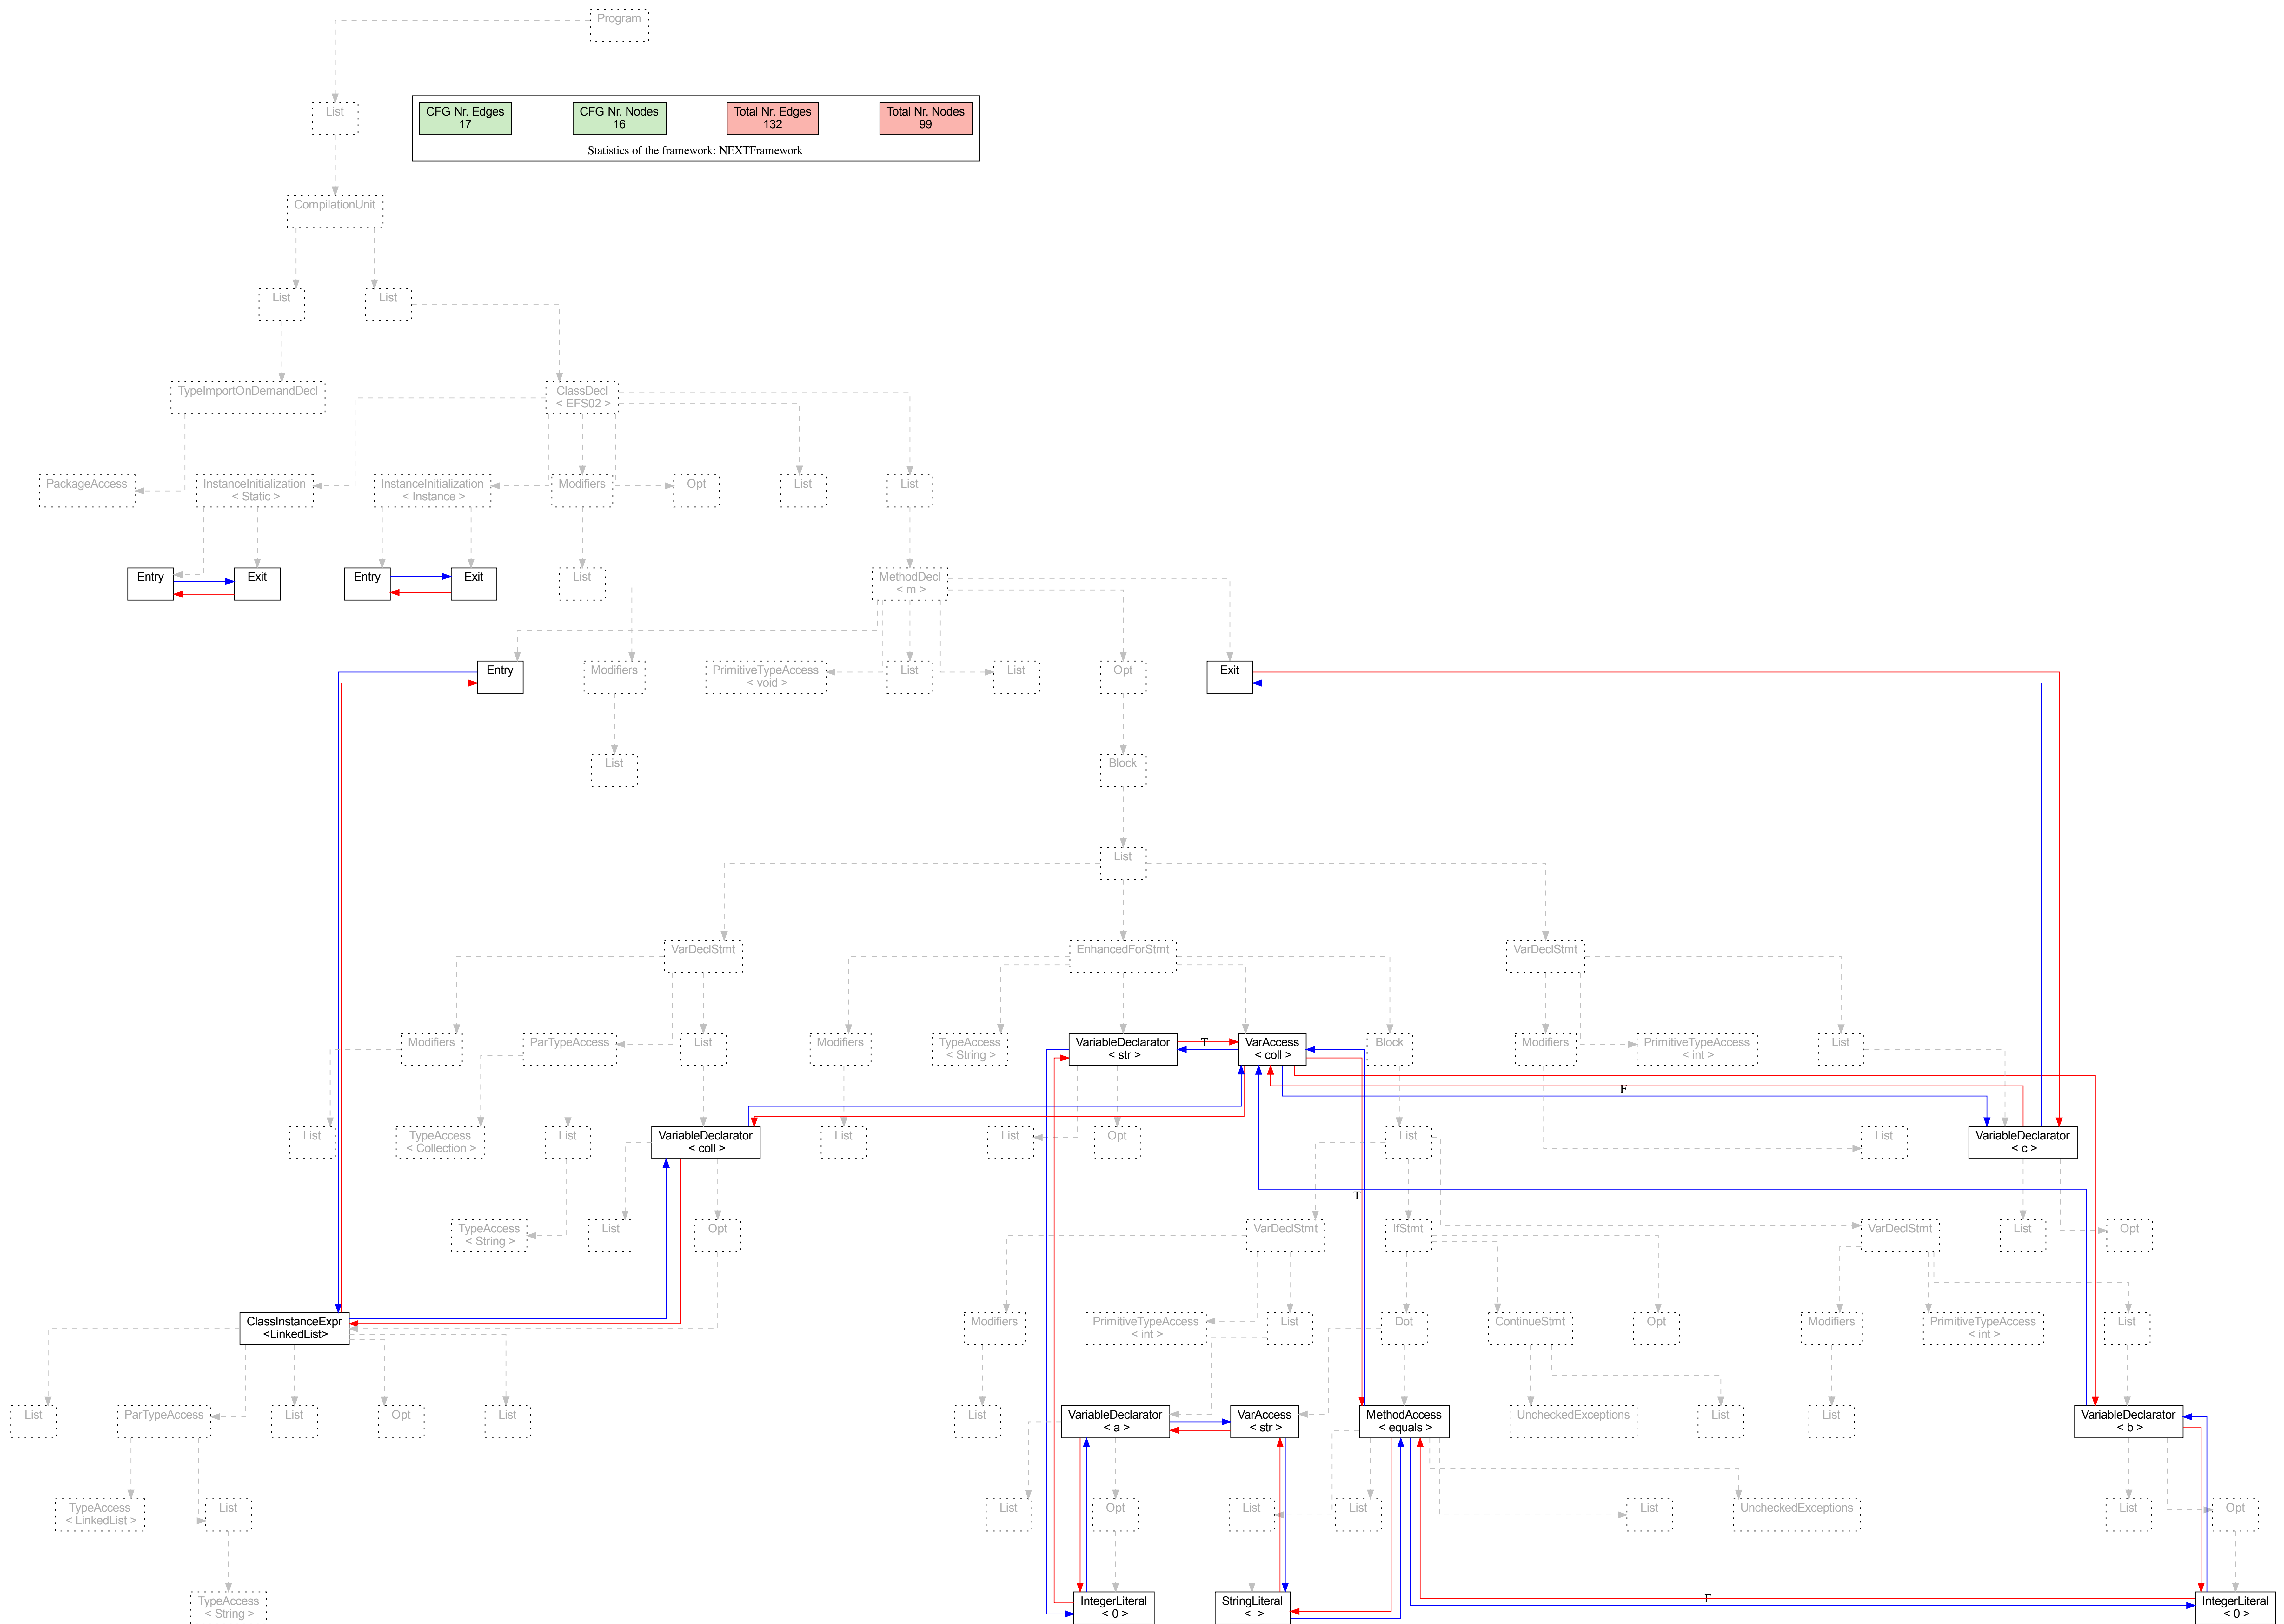 Program
List
CFG Nr. Edges
17
CFG Nr. Nodes
16
Total Nr. Edges
132
Total Nr. Nodes
99
Statistics of the framework: NEXTFramework
CompilationUnit
List
List
TypeImportOnDemandDecl
ClassDecl
< EFS02 >
PackageAccess
InstanceInitialization
< Static >
InstanceInitialization
< Instance >
Modifiers
Opt
List
List
Entry
Exit
Entry
Exit
List
MethodDecl
< m >
Entry
Modifiers
PrimitiveTypeAccess
< void >
List
List
Opt
Exit
List
Block
List
VarDeclStmt
EnhancedForStmt
VarDeclStmt
Modifiers
ParTypeAccess
List
Modifiers
TypeAccess
< String >
VariableDeclarator
< str >
T
VarAccess
< coll >
Block
Modifiers
PrimitiveTypeAccess
< int >
List
F
List
TypeAccess
< Collection >
List
VariableDeclarator
< coll >
List
List
Opt
List
List
VariableDeclarator
< c >
T
TypeAccess
< String >
List
Opt
VarDeclStmt
IfStmt
VarDeclStmt
List
Opt
ClassInstanceExpr
<LinkedList>
Modifiers
PrimitiveTypeAccess
< int >
List
Dot
ContinueStmt
Opt
Modifiers
PrimitiveTypeAccess
< int >
List
List
ParTypeAccess
List
Opt
List
List
VariableDeclarator
< a >
VarAccess
< str >
MethodAccess
< equals >
UncheckedExceptions
List
List
VariableDeclarator
< b >
TypeAccess
< LinkedList >
List
List
Opt
List
List
List
UncheckedExceptions
List
Opt
TypeAccess
< String >
IntegerLiteral
< 0 >
StringLiteral
<  >
F
IntegerLiteral
< 0 >